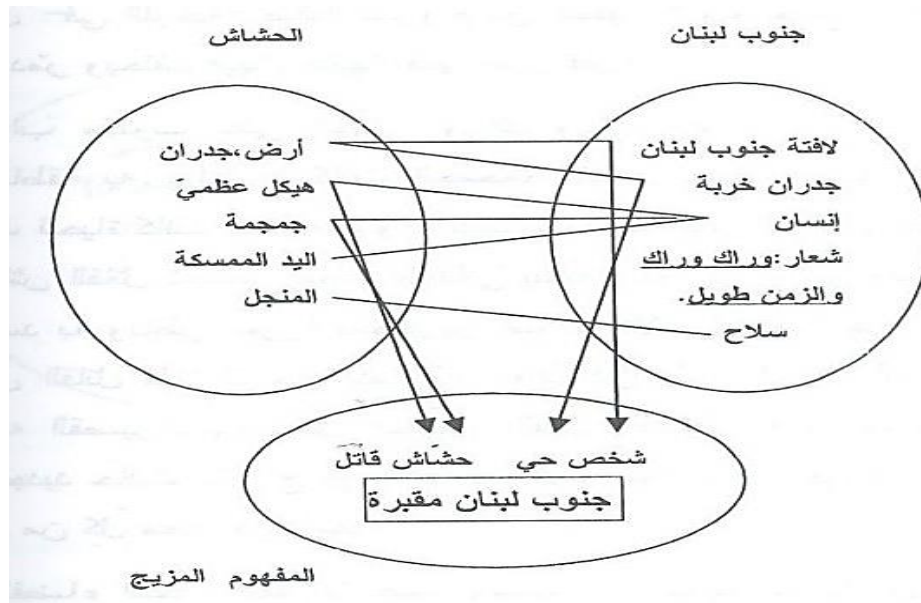 جنوب لبنان
الحشاش
لافتة جنوب لبنان
جدران خربة
إنسان
شعار: وراك وراك
والزمن طويل.
سلاح
أرض، جدران
هيكل عظمي
جمجمة
اليد الممسكة
المنجل
شخص حي
حشّاش قاتل
جنوب لبنان مقبرة
المفهوم المزيج